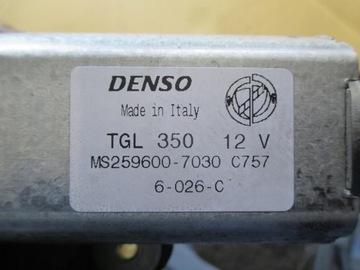 DENSO
Made in Italy
TGL 350 12 V
MS259600-7030 C757
6-026-C